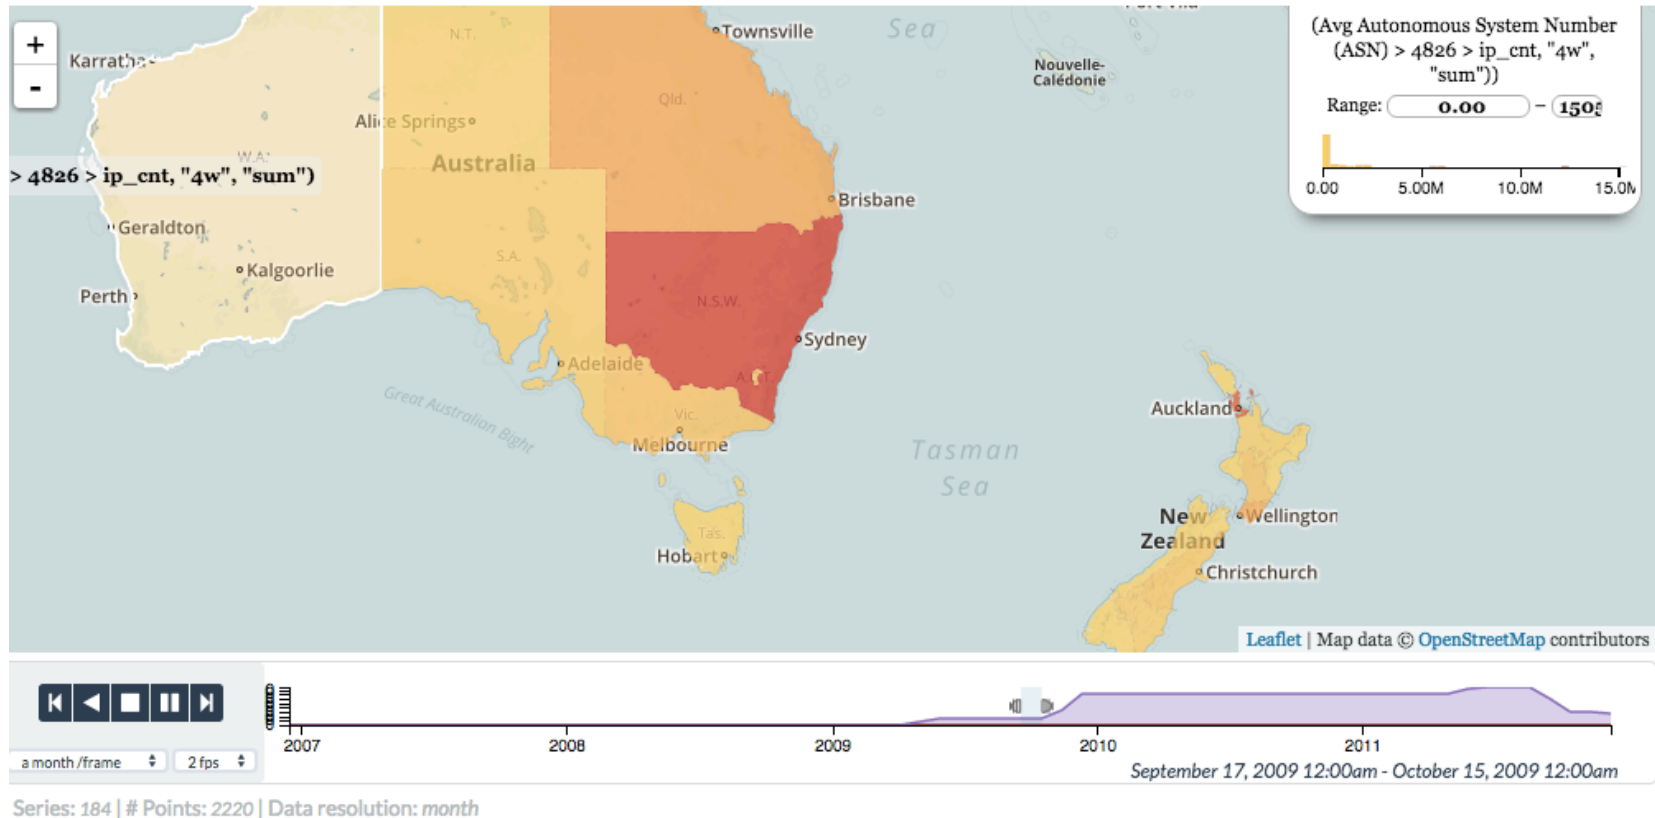 +
-
Karratha
N.T.
Townsville
Sea
Nouvelle-
Calédonie
(Avg Autonomous System Number
(ASN) > 4826 > ip_cnt, "4w",
"sum"))
Range: 0.00 – 1505
0.00 5.00M 10.0M 15.0M
Qld.
Alice Springs
W.A.
Australia
> 4826 > ip_cnt, "4w", "sum")
Brisbane
Geraldton
S.A.
Kalgoorlie
Perth
N.S.W.
Sydney
Adelaide
A.C.T.
Great Australian Bight
Vic.
Melbourne
Auckland
Tasman
Sea
Tas.
Hobart
New
Zealand
Wellington
Christchurch
Leaflet | Map data © OpenStreetMap contributors
2007 2008 2009 2010 2011
a month /frame 2 fps
September 17, 2009 12:00am - October 15, 2009 12:00am
Series: 184 | # Points: 2220 | Data resolution: month